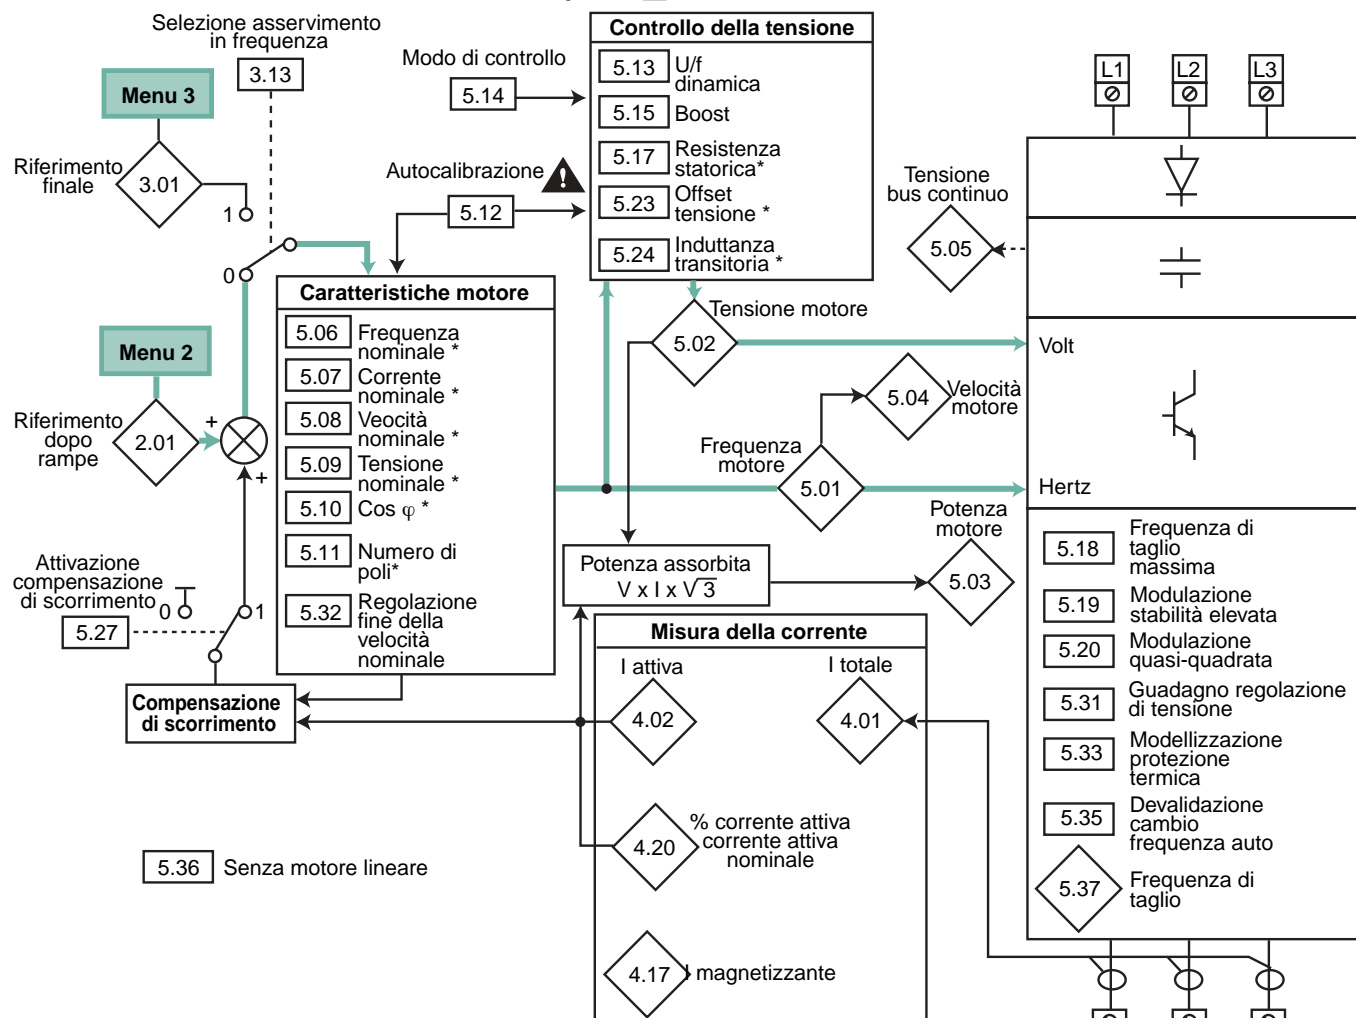 Selezione asservimento
in frequenza
3.13
Menu 3
Riferimento
finale
3.01
1
0
Menu 2
Riferimento
dopo
rampe
2.01
+
+
Attivazione
compensazione
di scorrimento
0
1
5.27
Compensazione
di scorrimento
5.36 Senza motore lineare
Modo di controllo
5.14
Autocalibrazione
!
5.12
Controllo della tensione
5.13 U/f
dinamica
5.15 Boost
5.17 Resistenza
statorica*
5.23 Offset
tensione *
5.24 Induttanza
transitoria *
Caratteristiche motore
5.06 Frequenza
nominale *
5.07 Corrente
nominale *
5.08 Veocità
nominale *
5.09 Tensione
nominale *
5.10 Cos φ *
5.11 Numero di
poli*
5.32 Regolazione
fine della
velocità
nominale
Tensione motore
5.02
5.04 Velocità
motore
Frequenza
motore
5.01
Potenza
motore
5.03
Potenza assorbita
V x I x √3
Misura della corrente
I attiva
4.02
I totale
4.01
4.20 % corrente attiva
corrente attiva
nominale
4.17 I magnetizzante
L1 L2 L3
Tensione
bus continuo
5.05
Volt
Hertz
5.18 Frequenza di
taglio
massima
5.19 Modulazione
stabilità elevata
5.20 Modulazione
quasi-quadrata
5.31 Guadagno regolazione
di tensione
5.33 Modellizzazione
protezione
termica
5.35 Devalidazione
cambio
frequenza auto
5.37 Frequenza di
taglio